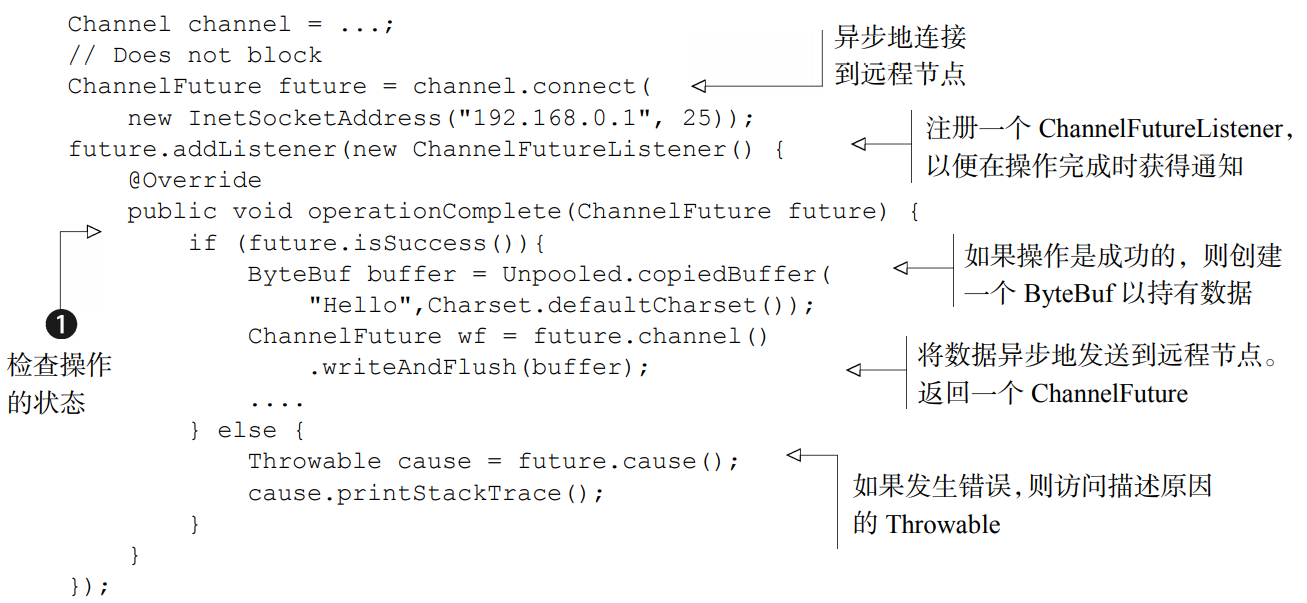 Channel channel = ...;
// Does not block
ChannelFuture future = channel.connect(
new InetSocketAddress("192.168.0.1", 25));
future.addListener(new ChannelFutureListener() {
@Override
public void operationComplete(ChannelFuture future) {
if (future.isSuccess()){
ByteBuf buffer = Unpooled.copiedBuffer(
"Hello",Charset.defaultCharset());
ChannelFuture wf = future.channel()
.writeAndFlush(buffer);
....
} else {
Throwable cause = future.cause();
cause.printStackTrace();
}
}
});
异步地连接
到远程节点
注册一个 ChannelFutureListener,
以便在操作完成时获得通知
如果操作是成功的，则创建
一个 ByteBuf 以持有数据
将数据异步地发送到远程节点。
返回一个 ChannelFuture
如果发生错误，则访问描述原因
的 Throwable
❶
检查操作
的状态